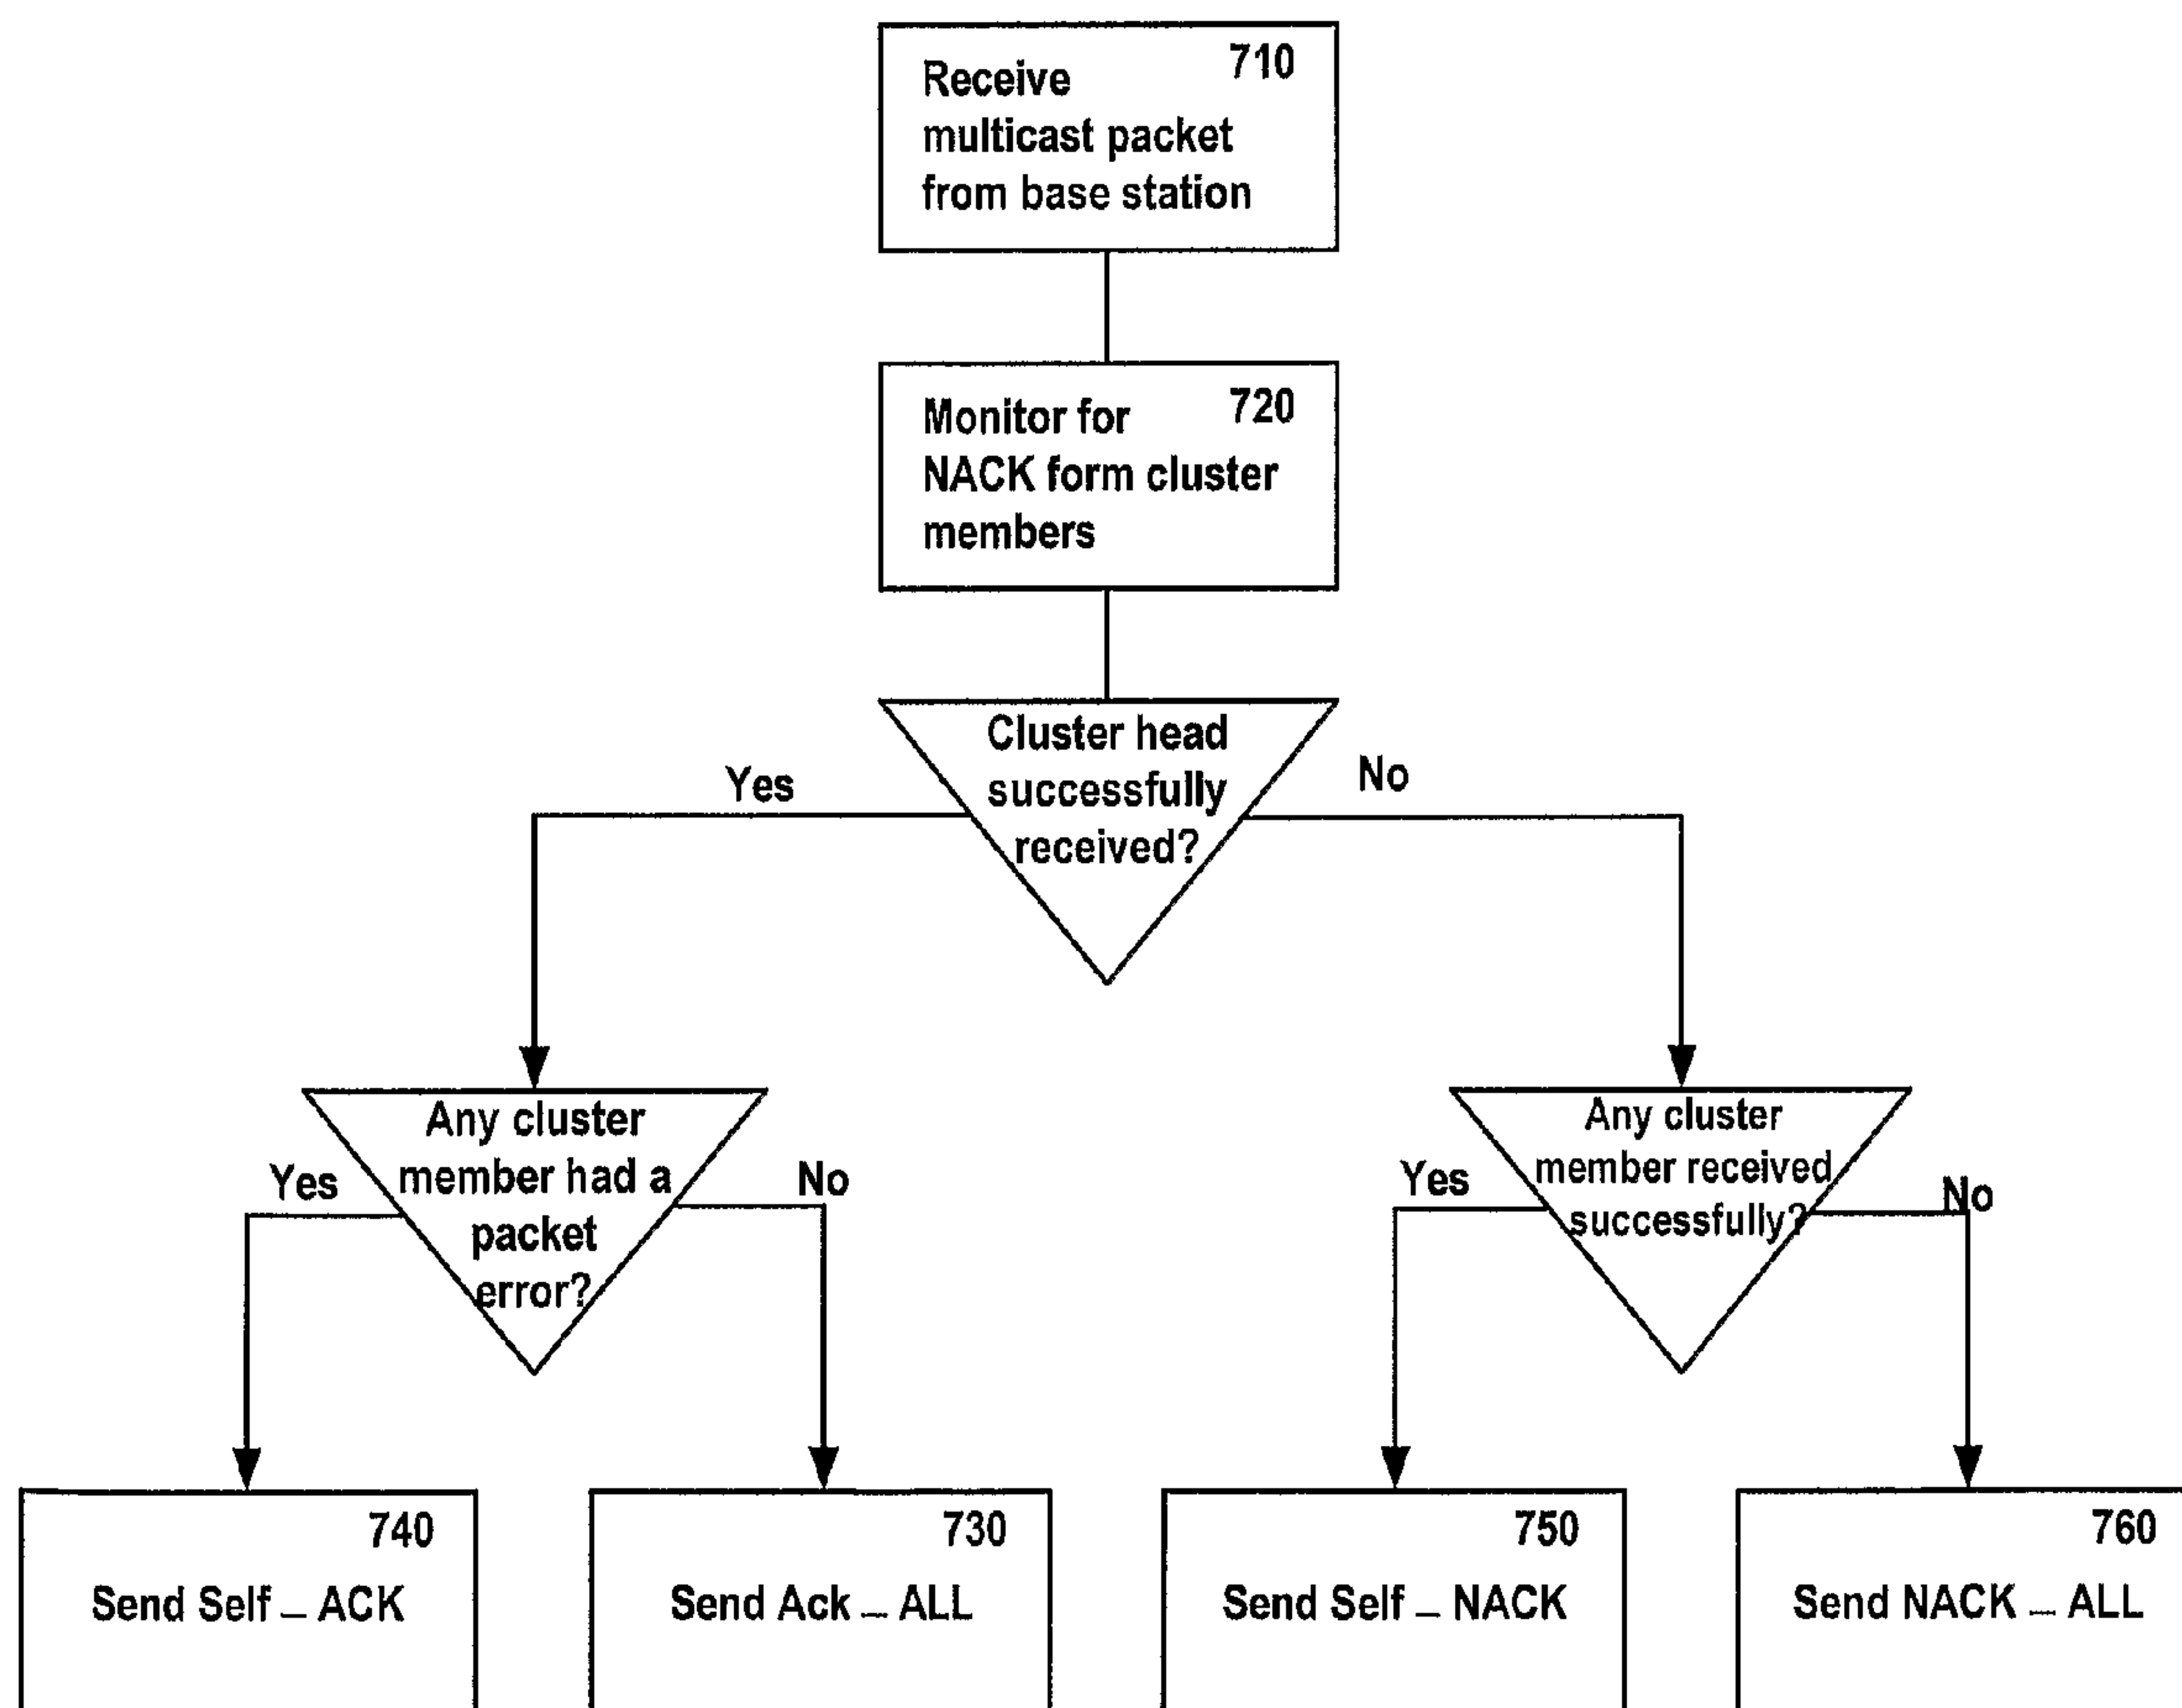 710
Receive
multicast packet
from base station
720
Monitor for
NACK form cluster
members
Cluster head
successfully
received?
Yes
No
Any cluster
member had a
packet
error?
Yes
No
Any cluster
member received
successfully?
Yes
No
740
Send Self _ ACK
730
Send Ack _ ALL
750
Send Self _ NACK
760
Send NACK _ ALL